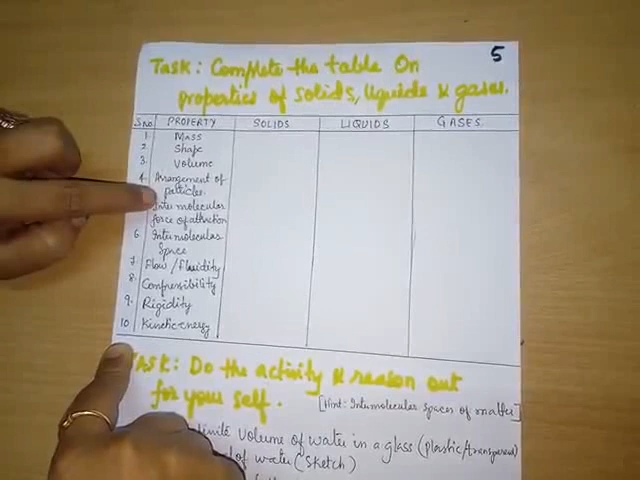 5
Task: Complete the table On
properties of solids, liquids & gases.
S.No. PROPERTY SOLIDS LIQUIDS GASES
1. Mass
2. Shape
3. Volume
4. Arrangement of
particles.
Inter molecular
force of attraction
6. Intermolecular
Space
7. Flow / Fluidity
8. Compressibility
9. Rigidity
10 Kinetic energy
TASK: Do the activity & reason out
for your self.
[Hint: Intermolecular Spaces of matter]
Volume of water in a glass (plastic/transparent)
of water (Sketch)